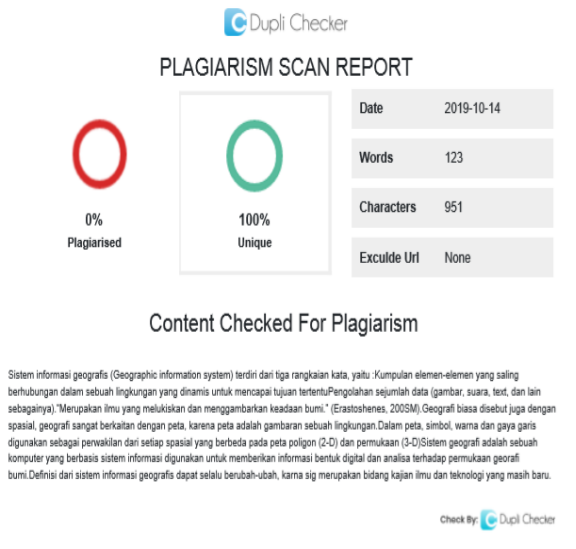 Dupli Checker
PLAGIARISM SCAN REPORT
0%
Plagiarised
100%
Unique
Date 2019-10-14
Words 123
Characters 951
Exculde Url None
Content Checked For Plagiarism
Sistem informasi geografis (Geographic information system) terdiri dari tiga rangkaian kata, yaitu :Kumpulan elemen-elemen yang saling
berhubungan dalam sebuah lingkungan yang dinamis untuk mencapai tujuan tertentuPengolahan sejumlah data (gambar, suara, text, dan lain
sebagainya)."Merupakan ilmu yang melukiskan dan menggambarkan keadaan bumi." (Erastoshenes, 200SM).Geografi biasa disebut juga dengan
spasial, geografi sangat berkaitan dengan peta, karena peta adalah gambaran sebuah lingkungan.Dalam peta, simbol, warna dan gaya garis
digunakan sebagai perwakilan dari setiap spasial yang berbeda pada peta poligon (2-D) dan permukaan (3-D)Sistem geografi adalah sebuah
komputer yang berbasis sistem informasi digunakan untuk memberikan informasi bentuk digital dan analisa terhadap permukaan georafi
bumi.Definisi dari sistem informasi geografis dapat selalu berubah-ubah, karna sig merupakan bidang kajian ilmu dan teknologi yang masih baru.
Check By: Dupli Checker